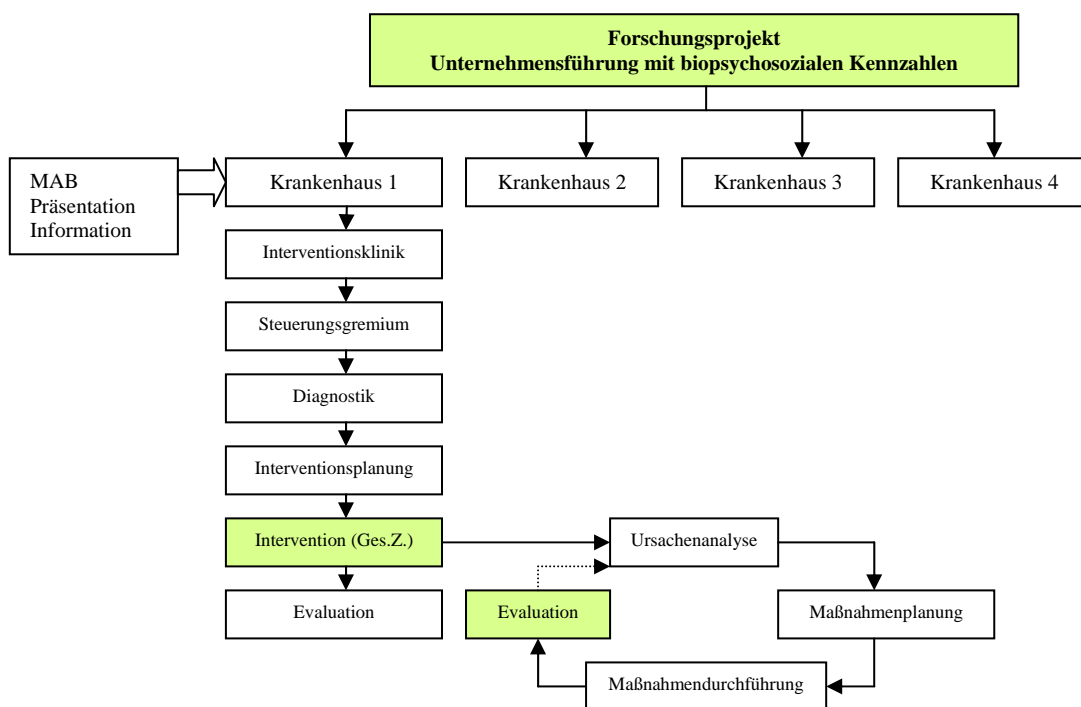 Forschungsprojekt
Unternehmensführung mit biopsychosozialen Kennzahlen
MAB
Präsentation
Information
Krankenhaus 1
Krankenhaus 2
Krankenhaus 3
Krankenhaus 4
Interventionsklinik
Steuerungsgremium
Diagnostik
Interventionsplanung
Intervention (Ges.Z.)
Ursachenanalyse
Evaluation
Evaluation
Maßnahmenplanung
Maßnahmendurchführung